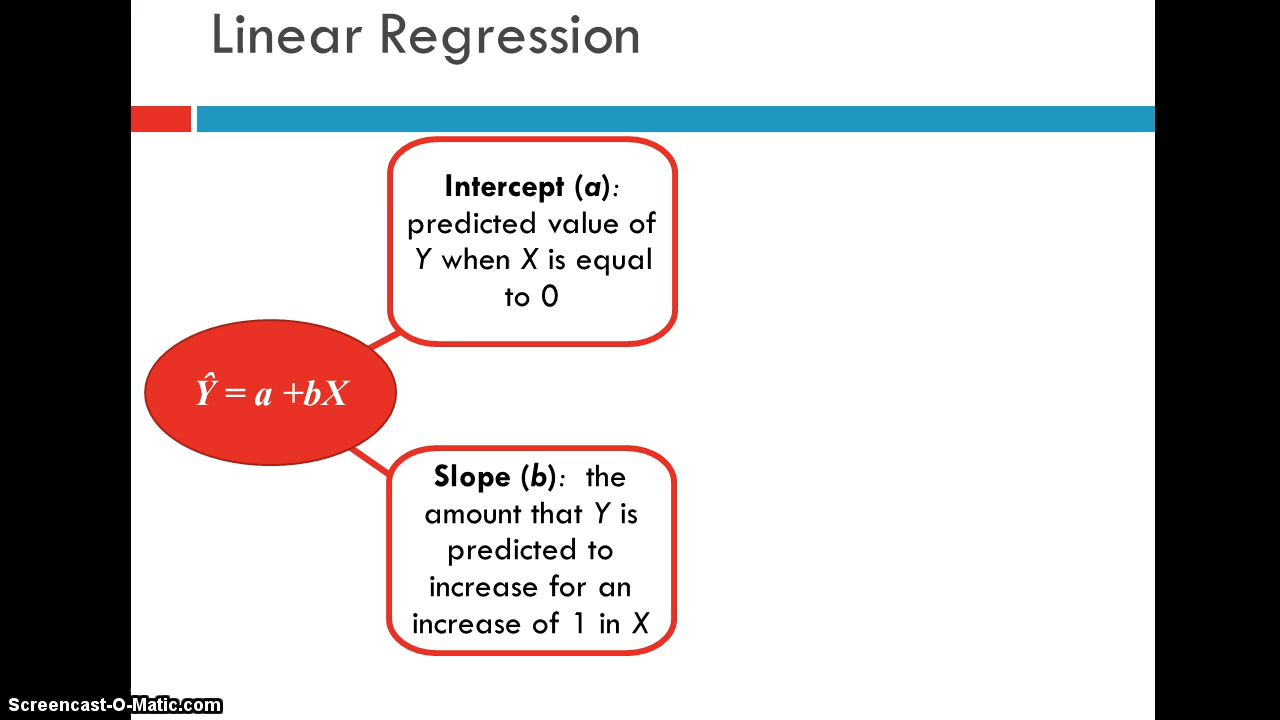 Linear Regression
Intercept (a):
predicted value of
Y when X is equal
to 0
Ŷ = a +bX
Slope (b): the
amount that Y is
predicted to
increase for an
increase of 1 in X
Screencast-O-Matic.com